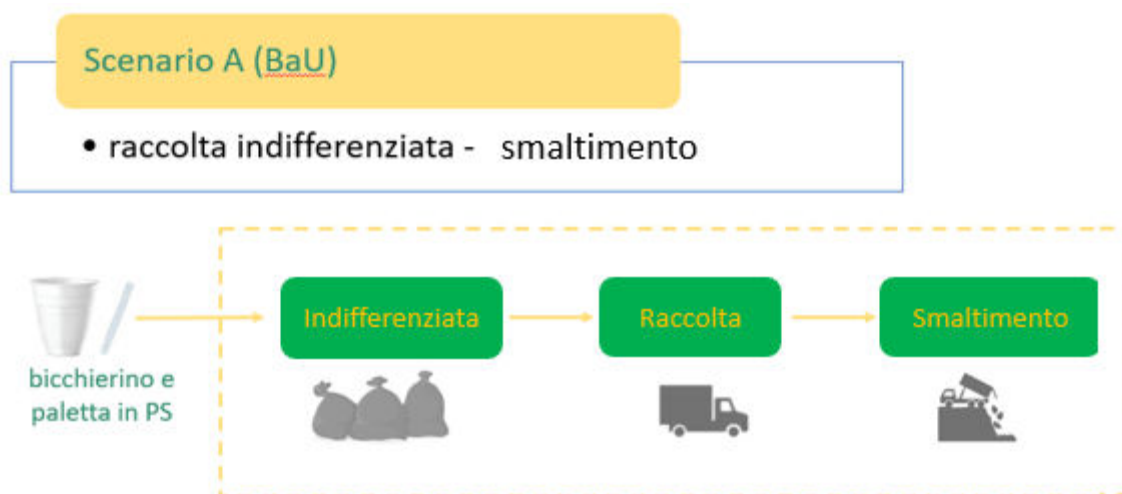 Scenario A (BaU)
• raccolta indifferenziata - smaltimento
Indifferenziata
Raccolta
Smaltimento
bicchierino e
paletta in PS